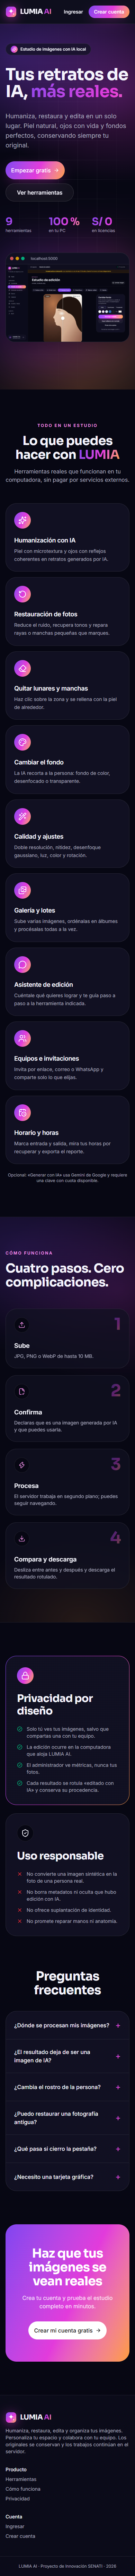 LUMIA AI
Ingresar
Crear cuenta
Estudio de imágenes con IA local
Tus retratos de
IA, más reales.
Humaniza, restaura y edita en un solo
lugar. Piel natural, ojos con vida y fondos
perfectos, conservando siempre tu
original.
Empezar gratis →
Ver herramientas
9
herramientas
100 %
en tu PC
S/ 0
en licencias
localhost:5050
TODO EN UN ESTUDIO
Lo que puedes
hacer con LUMIA
Herramientas reales que funcionan en tu
computadora, sin pagar por servicios externos.
Humanización con IA
Piel con microtextura y ojos con reflejos
coherentes en retratos generados por IA.
Restauración de fotos
Reduce el ruido, recupera tonos y repara
rayas o manchas pequeñas que marques.
Quitar lunares y manchas
Haz clic sobre la zona y se rellena con la piel
de alrededor.
Cambiar el fondo
La IA recorta a la persona: fondo de color,
desenfocado o transparente.
Calidad y ajustes
Doble resolución, nitidez, desenfoque
gaussiano, luz, color y rotación.
Galería y lotes
Sube varias imágenes, ordénalas en álbumes
y procésalas todas a la vez.
Asistente de edición
Cuéntale qué quieres lograr y te guía paso a
paso a la herramienta indicada.
Equipos e invitaciones
Invita por enlace, correo o WhatsApp y
comparte solo lo que elijas.
Horario y horas
Marca entrada y salida, mira tus horas por
recuperar y exporta el reporte.
Opcional: «Generar con IA» usa Gemini de Google y requiere
una clave con cuota disponible.
CÓMO FUNCIONA
Cuatro pasos. Cero
complicaciones.
1
Sube
JPG, PNG o WebP de hasta 10 MB.
2
Confirma
Declaras que es una imagen generada por IA
y que puedes usarla.
3
Procesa
El servidor trabaja en segundo plano; puedes
seguir navegando.
4
Compara y descarga
Desliza entre antes y después y descarga el
resultado rotulado.
Privacidad por
diseño
Solo tú ves tus imágenes, salvo que
compartas una con tu equipo.
La edición ocurre en la computadora
que aloja LUMIA AI.
El administrador ve métricas, nunca tus
fotos.
Cada resultado se rotula «editado con
IA» y conserva su procedencia.
Uso responsable
No convierte una imagen sintética en la
foto de una persona real.
No borra metadatos ni oculta que hubo
edición con IA.
No ofrece suplantación de identidad.
No promete reparar manos ni anatomía.
Preguntas
frecuentes
¿Dónde se procesan mis imágenes? +
¿El resultado deja de ser una
imagen de IA? +
¿Cambia el rostro de la persona? +
¿Puedo restaurar una fotografía
antigua? +
¿Qué pasa si cierro la pestaña? +
¿Necesito una tarjeta gráfica? +
Haz que tus
imágenes se
vean reales
Crea tu cuenta y prueba el estudio
completo en minutos.
Crear mi cuenta gratis →
LUMIA AI
Humaniza, restaura, edita y organiza tus imágenes.
Personaliza tu espacio y colabora con tu equipo. Los
originales se conservan y los trabajos continúan en el
servidor.
Producto
Herramientas
Cómo funciona
Privacidad
Cuenta
Ingresar
Crear cuenta
LUMIA AI · Proyecto de Innovación SENATI · 2026